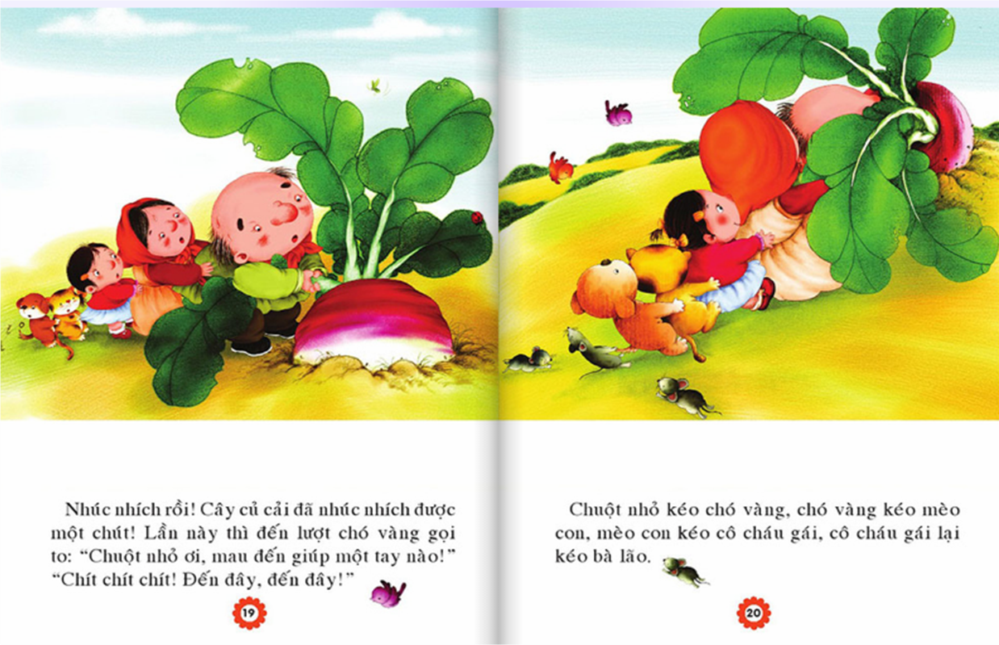 Nhúc nhích rồi! Cây củ cải đã nhúc nhích được
một chút! Lần này thì đến lượt chó vàng gọi
to: “Chuột nhỏ ơi, mau đến giúp một tay nào!”
“Chít chít chít! Đến đây, đến đây!”
19
Chuột nhỏ kéo chó vàng, chó vàng kéo mèo
con, mèo con kéo cô cháu gái, cô cháu gái lại
kéo bà lão.
20